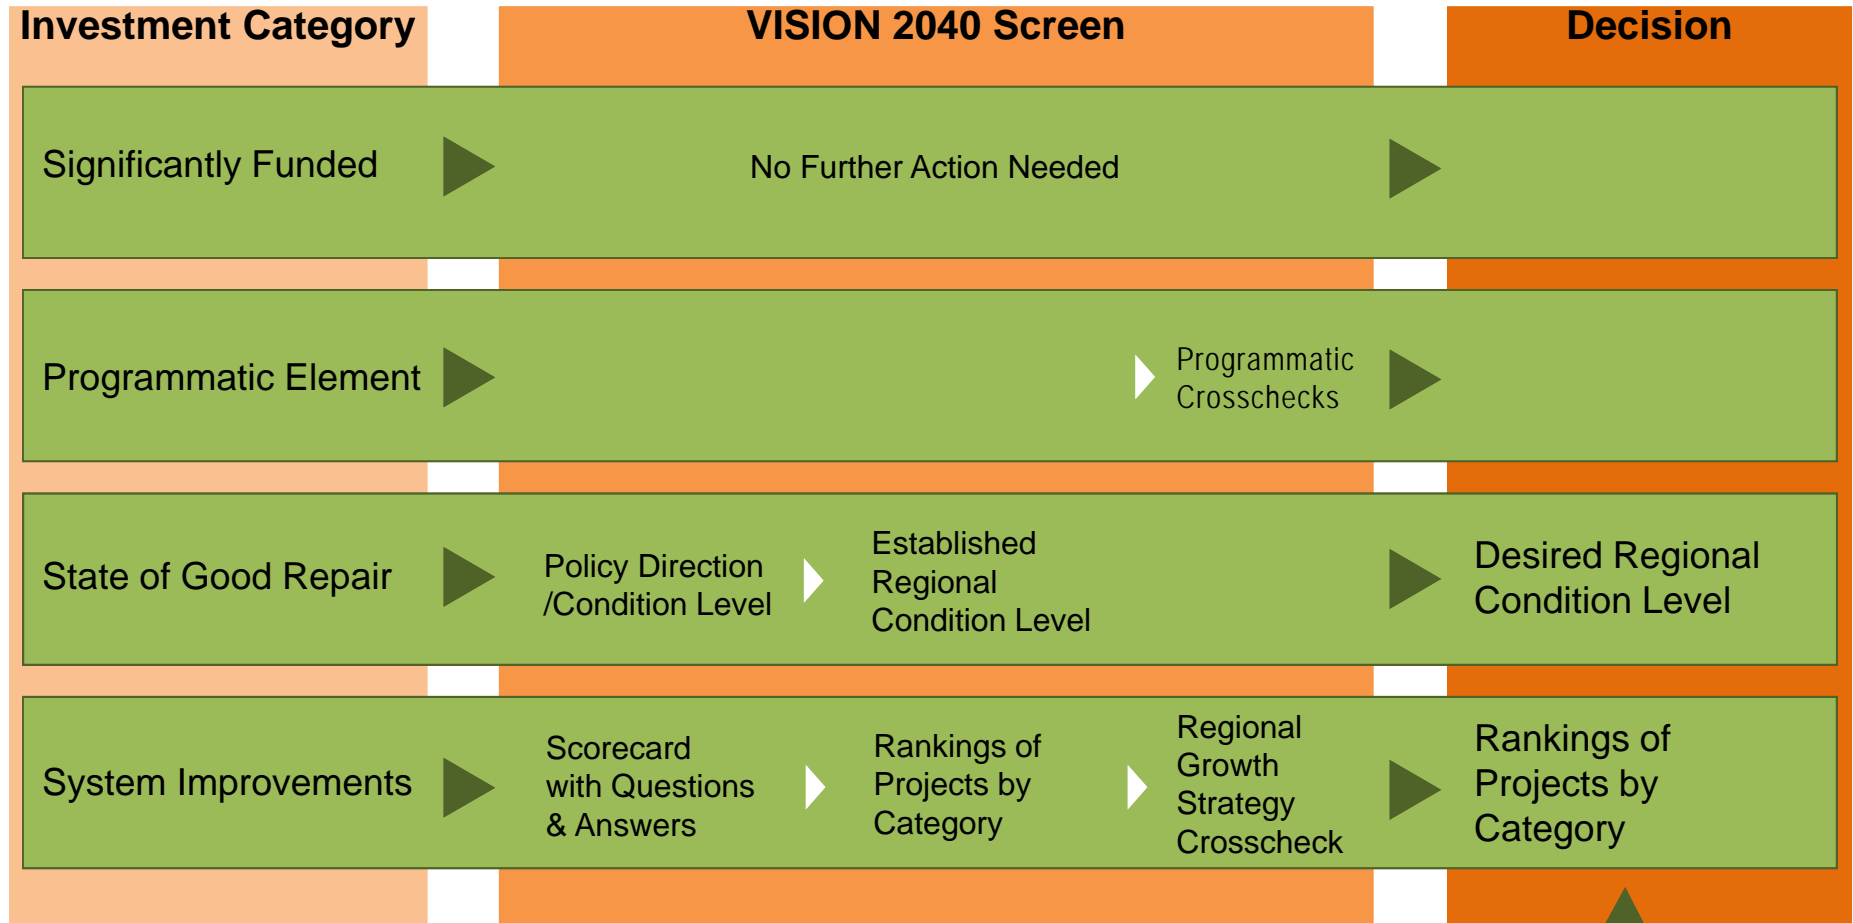 Investment Category
VISION 2040 Screen
Decision
Significantly Funded
No Further Action Needed
Programmatic Element
Programmatic
Crosschecks
State of Good Repair
Policy Direction
/Condition Level
Established
Regional
Condition Level
Desired Regional
Condition Level
System Improvements
Scorecard
with Questions
& Answers
Rankings of
Projects by
Category
Regional
Growth
Strategy
Crosscheck
Rankings of
Projects by
Category